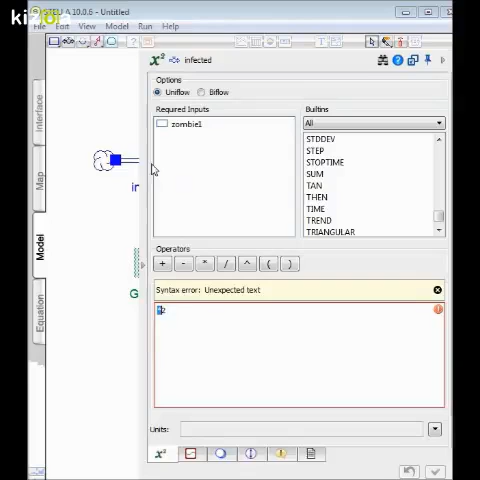 kizoa
STELLA 10.0.6 - Untitled
File Edit View Model Run Help
Interface
Map
Model
Equation
x² infected
Options
Uniflow Biflow
Required Inputs
Builtins
zombie1
All
STDDEV
STEP
STOPTIME
SUM
TAN
THEN
TIME
TREND
TRIANGULAR
Operators
+ - * / ^ ( )
Syntax error: Unexpected text
in
G
Units:
x²